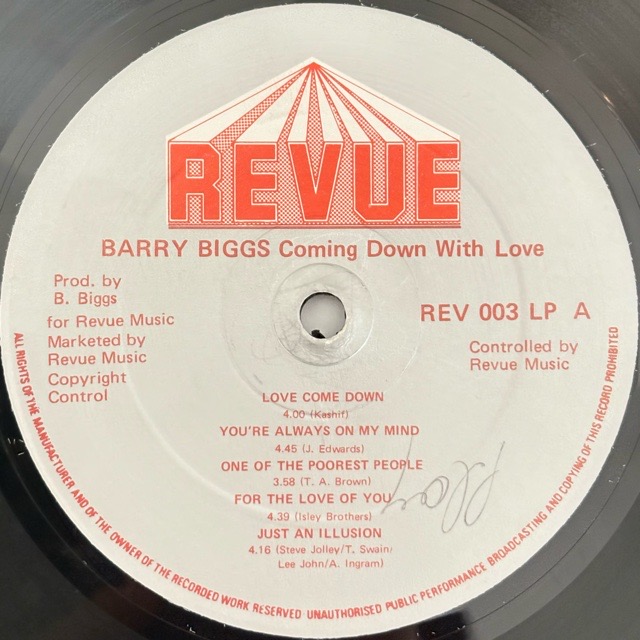 REVUE
BARRY BIGGS Coming Down With Love
Prod. by
B. Biggs
for Revue Music
Marketed by
Revue Music
Copyright
Control
REV 003 LP A
Controlled by
Revue Music
LOVE COME DOWN
4.00 (Kashif)
YOU'RE ALWAYS ON MY MIND
4.45 (J. Edwards)
ONE OF THE POOREST PEOPLE
3.58 (T. A. Brown)
FOR THE LOVE OF YOU
4.39 (Isley Brothers)
JUST AN ILLUSION
4.16 (Steve Jolley/T. Swain/
Lee John/A. Ingram)
ALL RIGHTS OF THE MANUFACTURER AND OF THE OWNER OF THE RECORDED WORK RESERVED UNAUTHORISED PUBLIC PERFORMANCE BROADCASTING AND COPYING OF THIS RECORD PROHIBITED